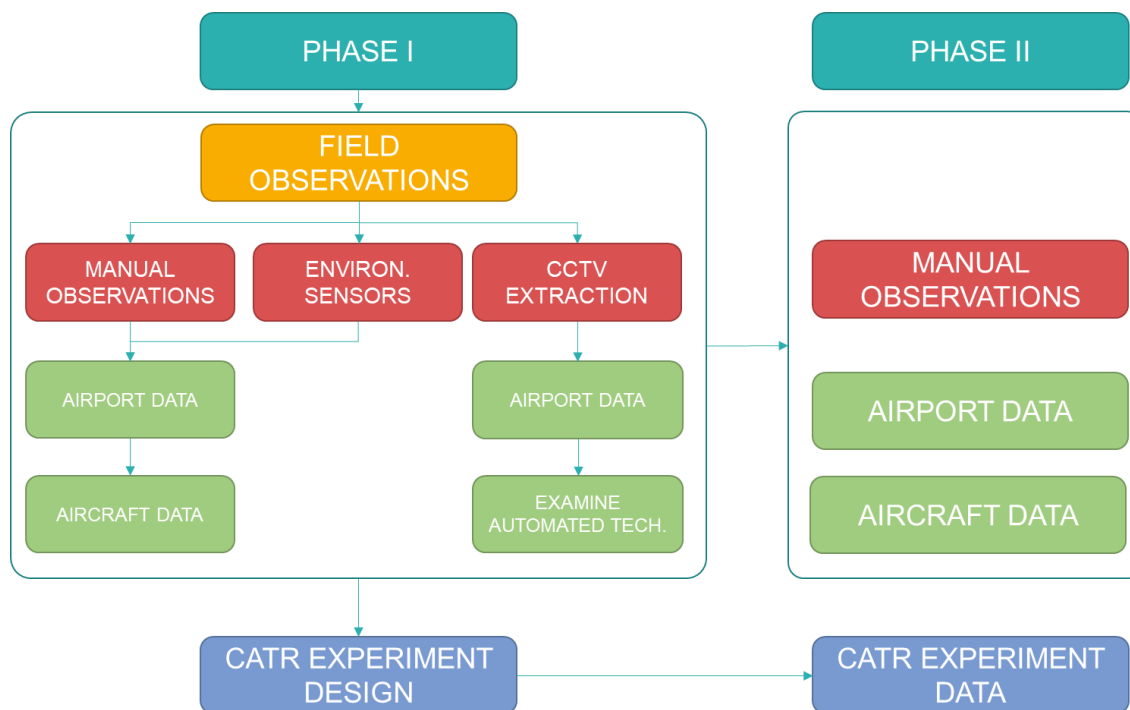 PHASE I
PHASE II
FIELD
OBSERVATIONS
MANUAL
OBSERVATIONS
ENVIRON.
SENSORS
CCTV
EXTRACTION
MANUAL
OBSERVATIONS
AIRPORT DATA
AIRPORT DATA
AIRPORT DATA
AIRCRAFT DATA
EXAMINE
AUTOMATED TECH.
AIRCRAFT DATA
CATR EXPERIMENT
DESIGN
CATR EXPERIMENT
DATA